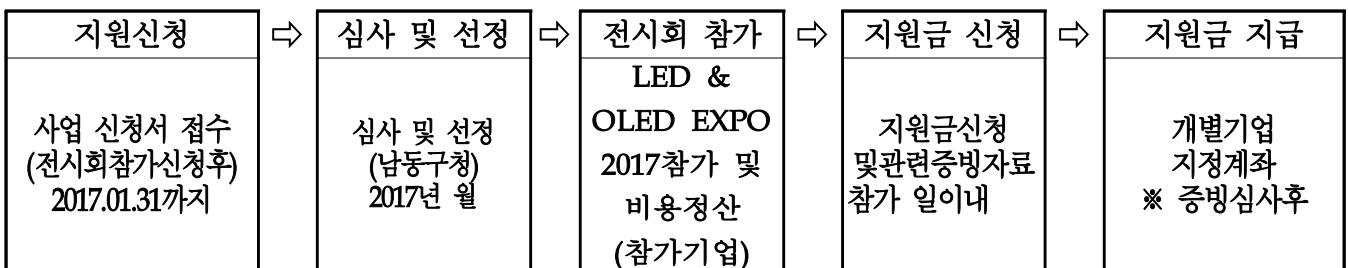 지원신청
⇨
심사 및 선정
⇨
전시회 참가
⇨
지원금 신청
⇨
지원금 지급
사업 신청서 접수
(전시회참가신청후)
2017.01.31까지
심사 및 선정
(남동구청)
2017년 월
LED &
OLED EXPO
2017참가 및
비용정산
(참가기업)
지원금신청
및관련증빙자료
참가 일이내
개별기업
지정계좌
※ 증빙심사후